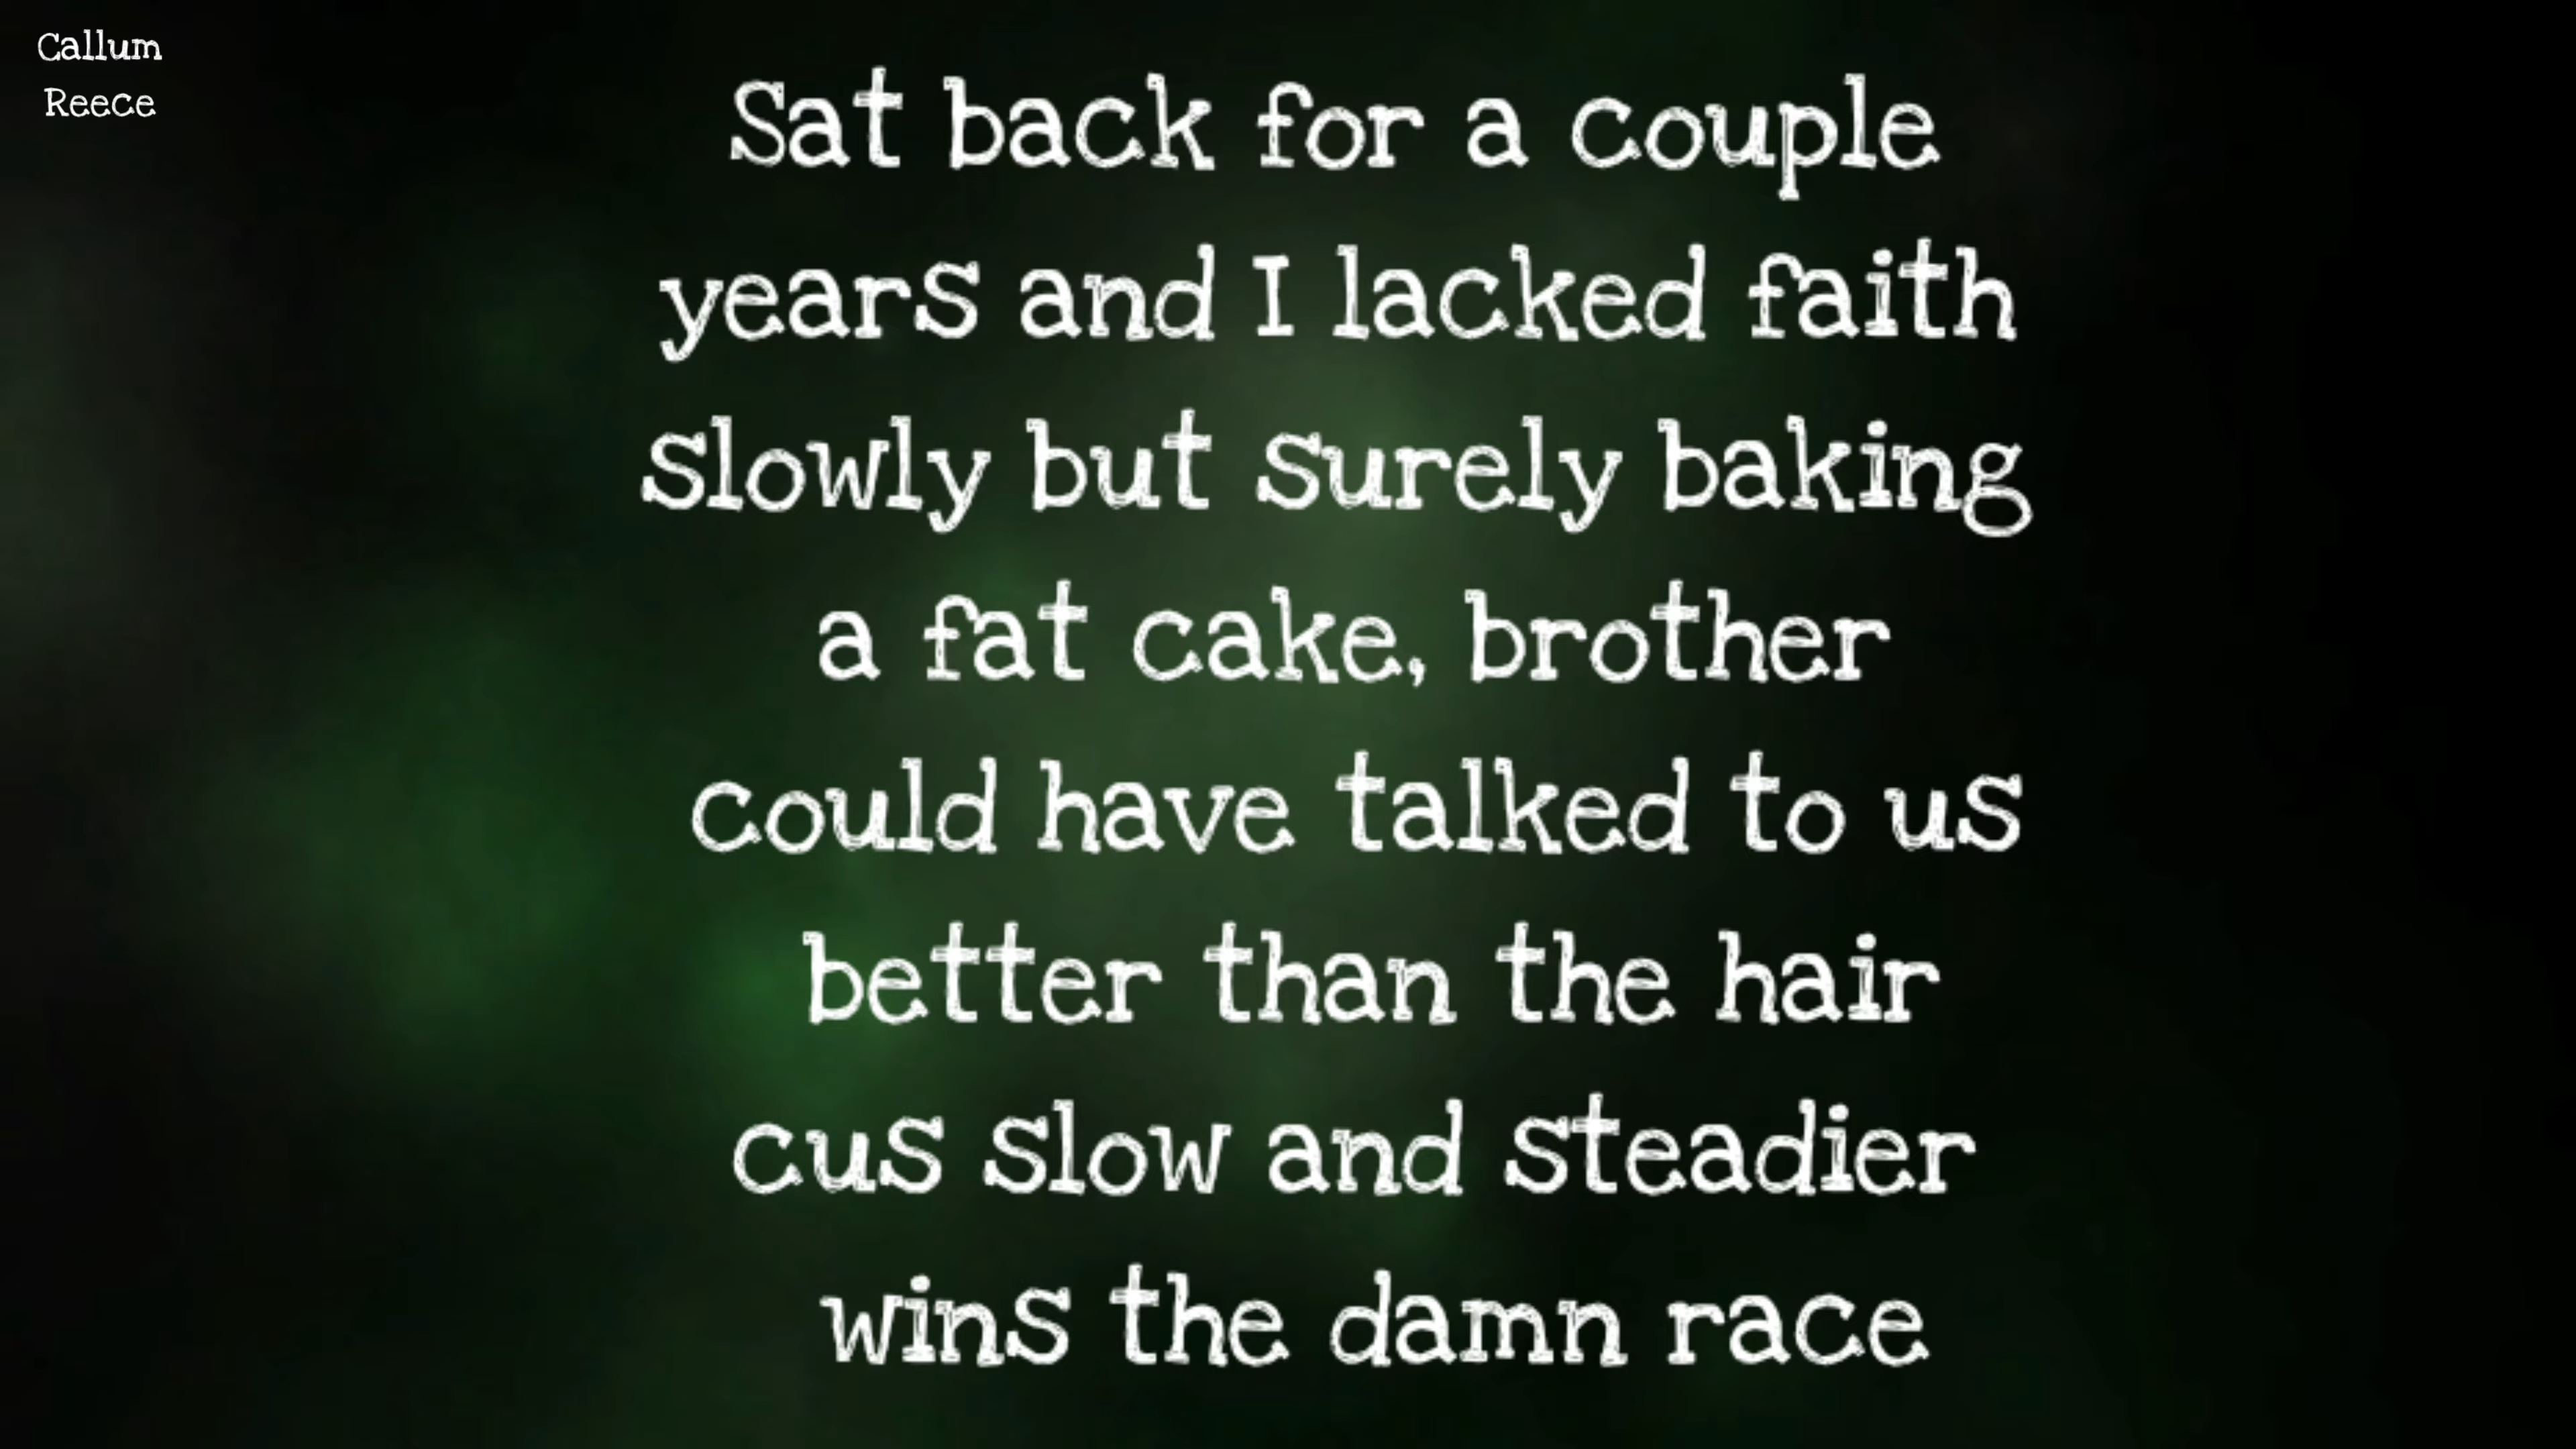 Callum
Reece
Sat back for a couple
years and I lacked faith
slowly but surely baking
a fat cake, brother
could have talked to us
better than the hair
cus slow and steadier
wins the damn race